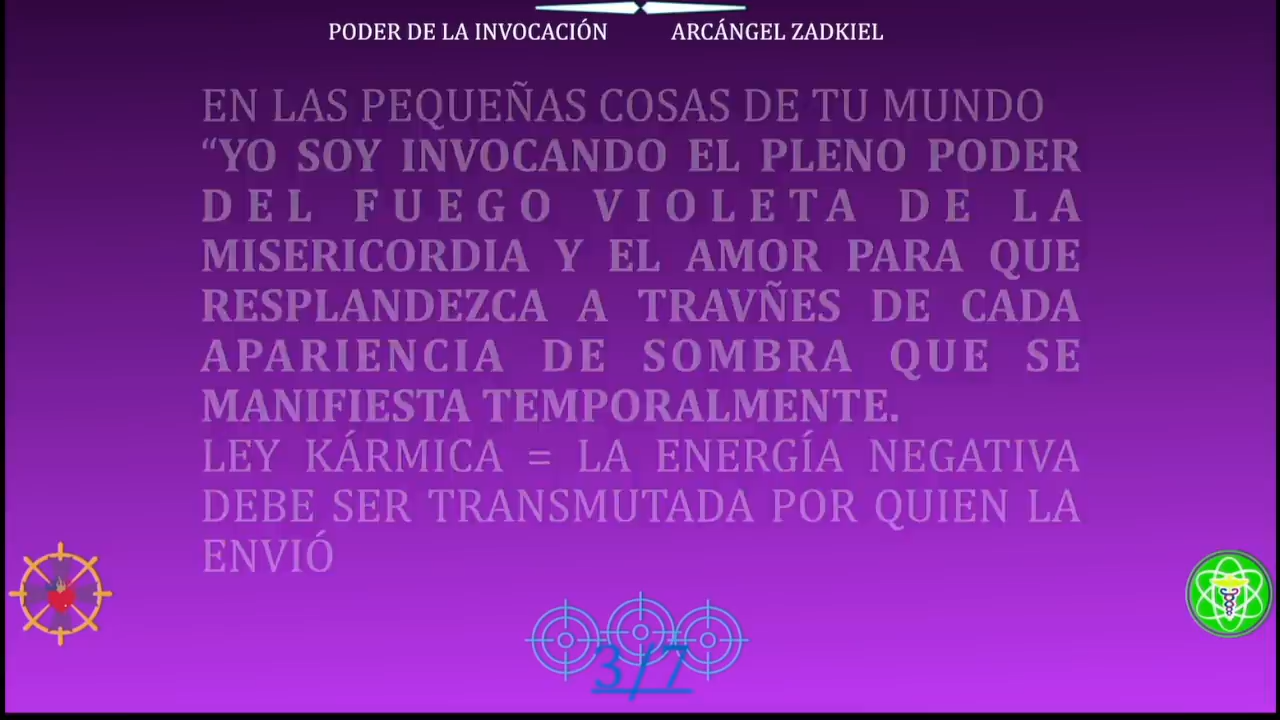 PODER DE LA INVOCACIÓN ARCÁNGEL ZADKIEL
EN LAS PEQUEÑAS COSAS DE TU MUNDO
“YO SOY INVOCANDO EL PLENO PODER
DEL FUEGO VIOLETA DE LA
MISERICORDIA Y EL AMOR PARA QUE
RESPLANDEZCA A TRAVÑES DE CADA
APARIENCIA DE SOMBRA QUE SE
MANIFIESTA TEMPORALMENTE.
LEY KÁRMICA = LA ENERGÍA NEGATIVA
DEBE SER TRANSMUTADA POR QUIEN LA
ENVIÓ
3/7